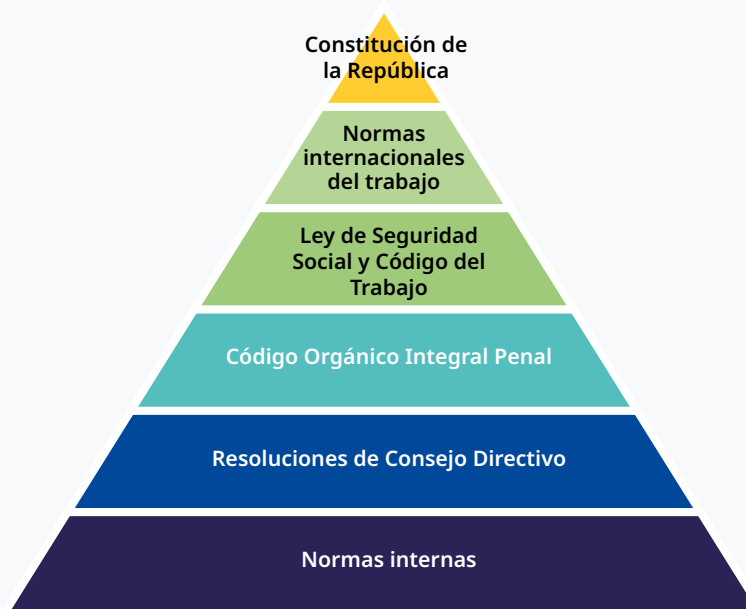 Constitución de
la República
Normas
internacionales
del trabajo
Ley de Seguridad
Social y Código del
Trabajo
Código Orgánico Integral Penal
Resoluciones de Consejo Directivo
Normas internas